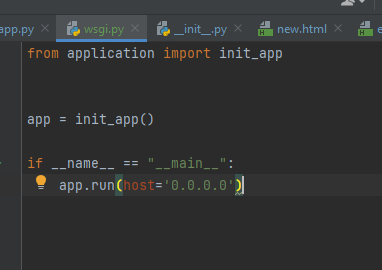 app.py wsgi.py __init__.py new.html
from application import init_app
app = init_app()
if __name__ == "__main__":
    app.run(host='0.0.0.0')